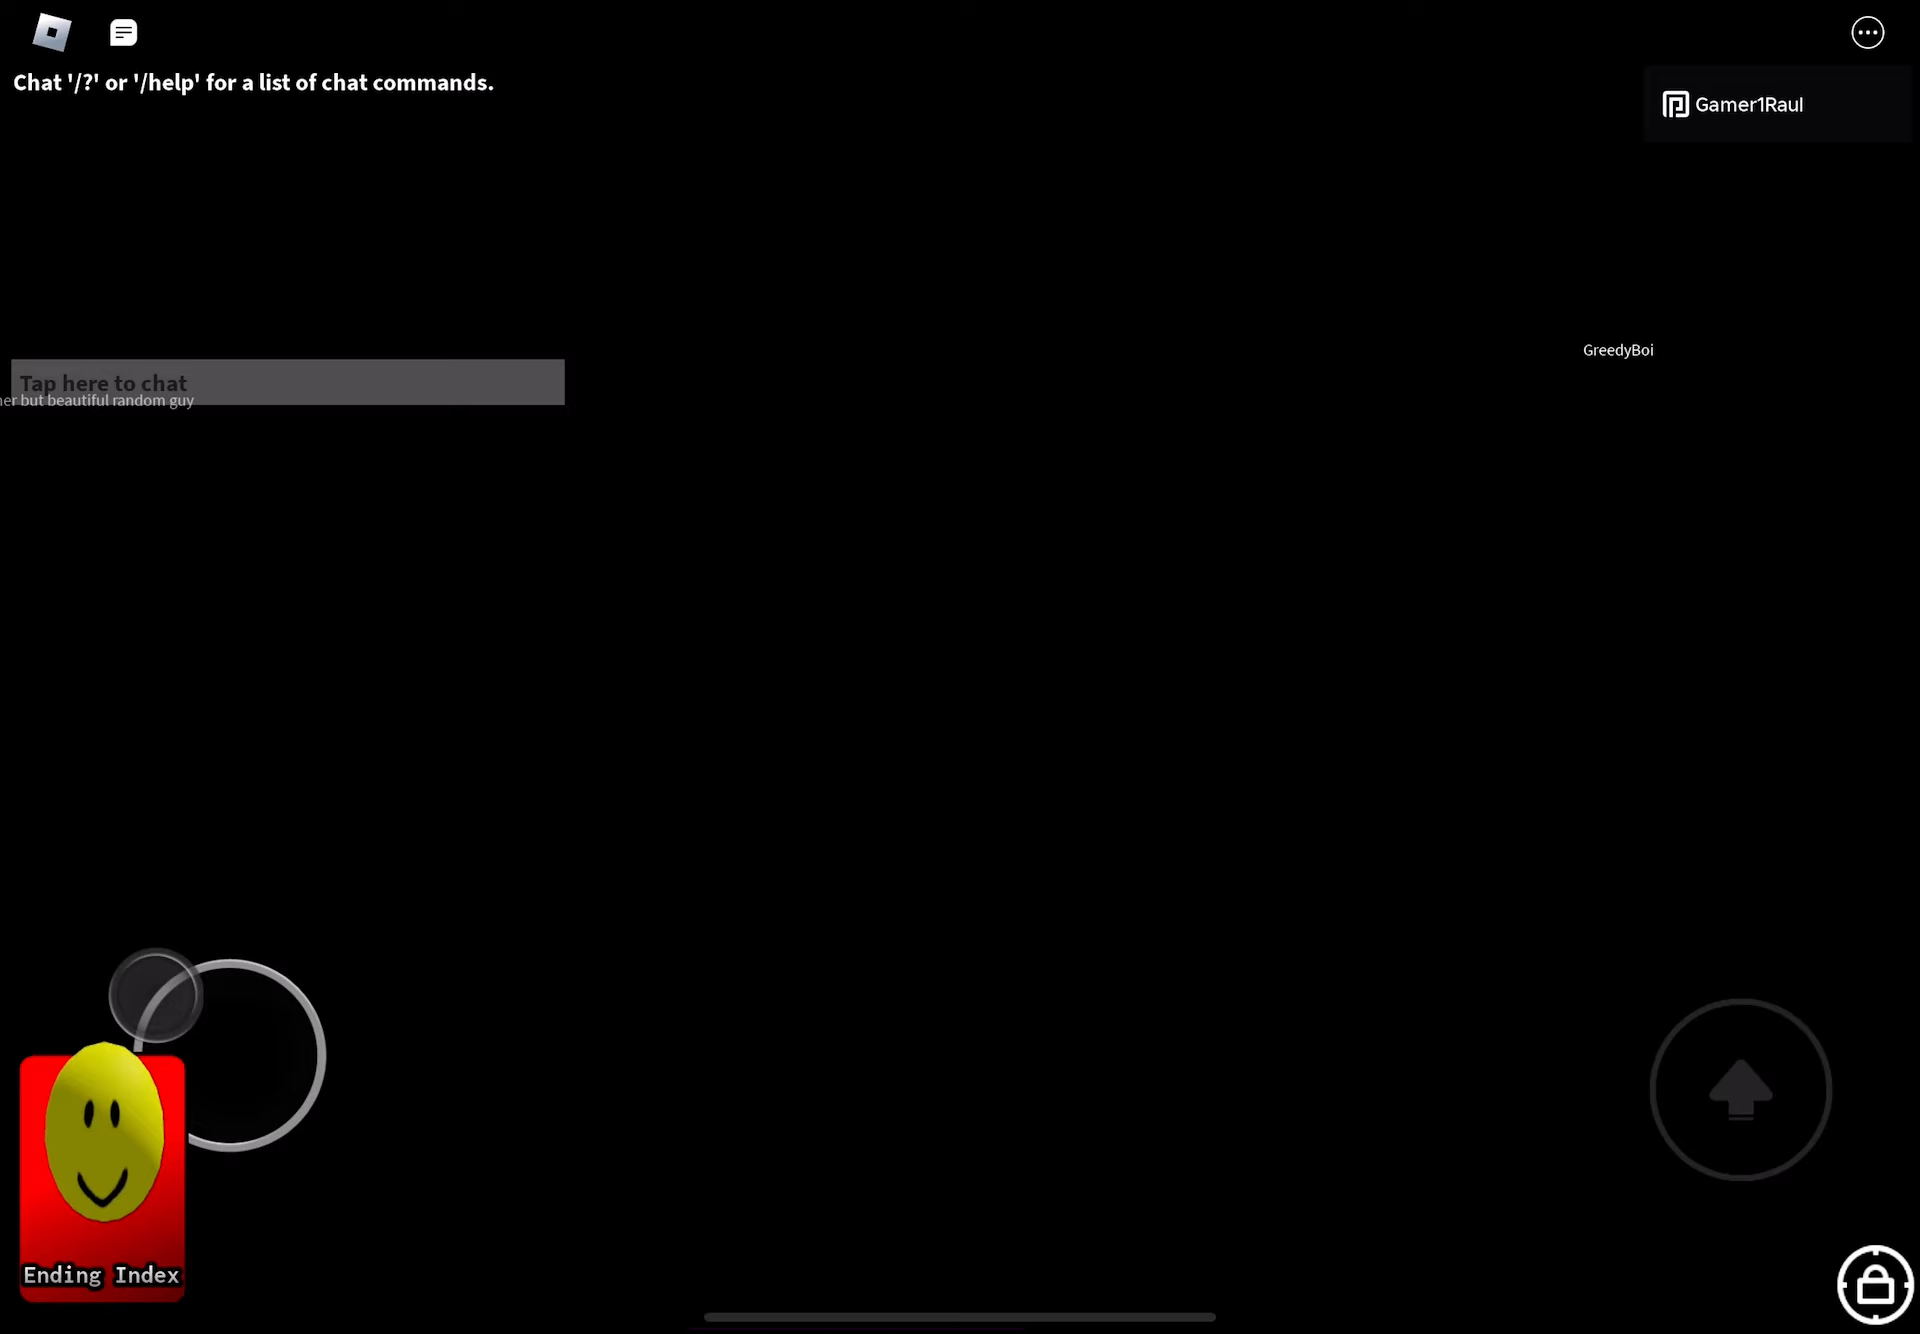 Chat '/?' or '/help' for a list of chat commands.
Gamer1Raul
GreedyBoi
Tap here to chat
but beautiful random guy
Ending Index